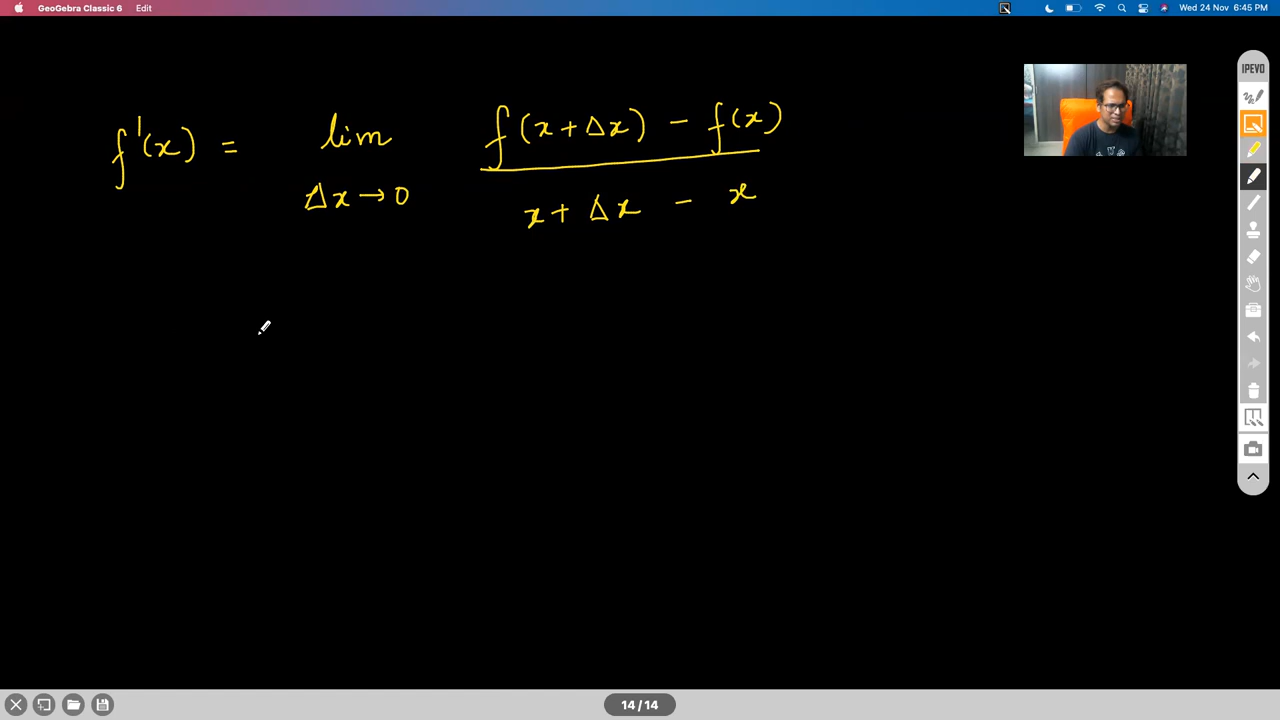 GeoGebra Classic 6 Edit Wed 24 Nov 6:45 PM
IPEVO
f'(x) = lim f(x+Δx) − f(x)
Δx→0 x+Δx − x
14/14